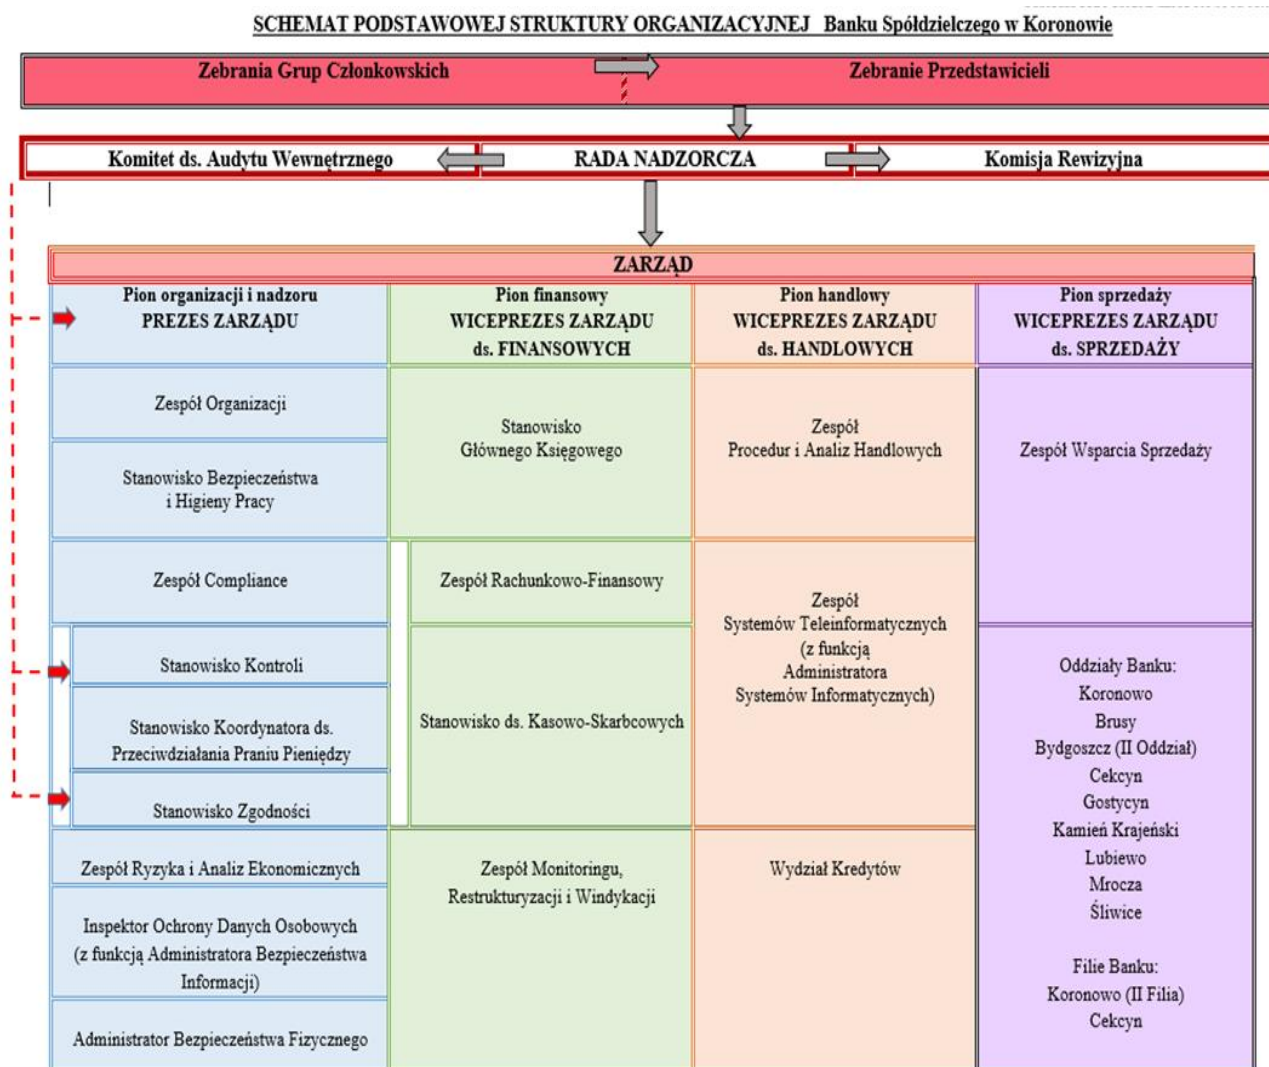 SCHEMAT PODSTAWOWEJ STRUKTURY ORGANIZACYJNEJ Banku Spółdzielczego w Koronowie
Zebrania Grup Członkowskich
Zebranie Przedstawicieli
Komitet ds. Audytu Wewnętrznego
RADA NADZORCZA
Komisja Rewizyjna
ZARZĄD
Pion organizacji i nadzoru
PREZES ZARZĄDU
Zespół Organizacji
Stanowisko Bezpieczeństwa
i Higieny Pracy
Zespół Compliance
Stanowisko Kontroli
Stanowisko Koordynatora ds.
Przeciwdziałania Praniu Pieniędzy
Stanowisko Zgodności
Zespół Ryzyka i Analiz Ekonomicznych
Inspektor Ochrony Danych Osobowych
(z funkcją Administratora Bezpieczeństwa
Informacji)
Administrator Bezpieczeństwa Fizycznego
Pion finansowy
WICEPREZES ZARZĄDU
ds. FINANSOWYCH
Stanowisko
Głównego Księgowego
Zespół Rachunkowo-Finansowy
Stanowisko ds. Kasowo-Skarbcowych
Zespół Monitoringu,
Restrukturyzacji i Windykacji
Pion handlowy
WICEPREZES ZARZĄDU
ds. HANDLOWYCH
Zespół
Procedur i Analiz Handlowych
Zespół
Systemów Teleinformatycznych
(z funkcją
Administratora
Systemów Informatycznych)
Wydział Kredytów
Pion sprzedaży
WICEPREZES ZARZĄDU
ds. SPRZEDAŻY
Zespół Wsparcia Sprzedaży
Oddziały Banku:
Koronowo
Brusy
Bydgoszcz (II Oddział)
Cekcyn
Gostycyn
Kamień Krajeński
Lubiewo
Mrocza
Śliwice
Filie Banku:
Koronowo (II Filia)
Cekcyn